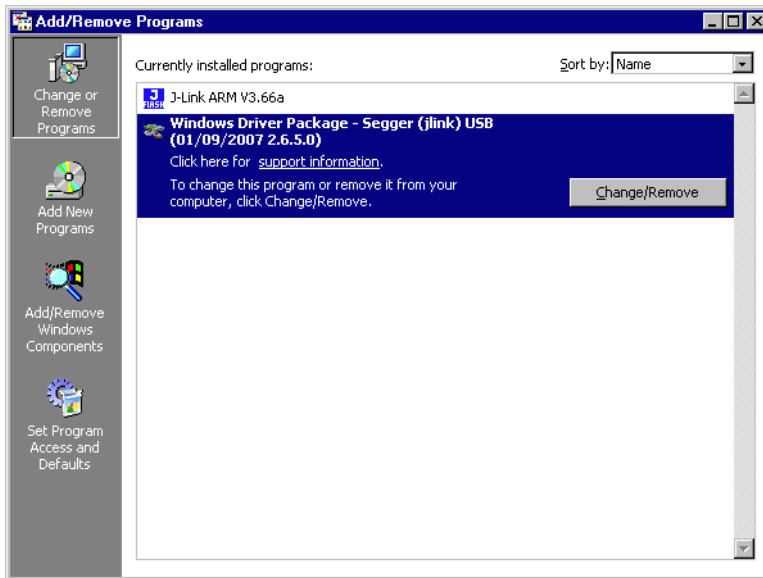 Add/Remove Programs
Change or
Remove
Programs
Add New
Programs
Add/Remove
Windows
Components
Set Program
Access and
Defaults
Currently installed programs:
Sort by: Name
J FLASH J-Link ARM V3.66a
Windows Driver Package - Segger (jlink) USB
(01/09/2007 2.6.5.0)
Click here for support information.
To change this program or remove it from your
computer, click Change/Remove.
Change/Remove